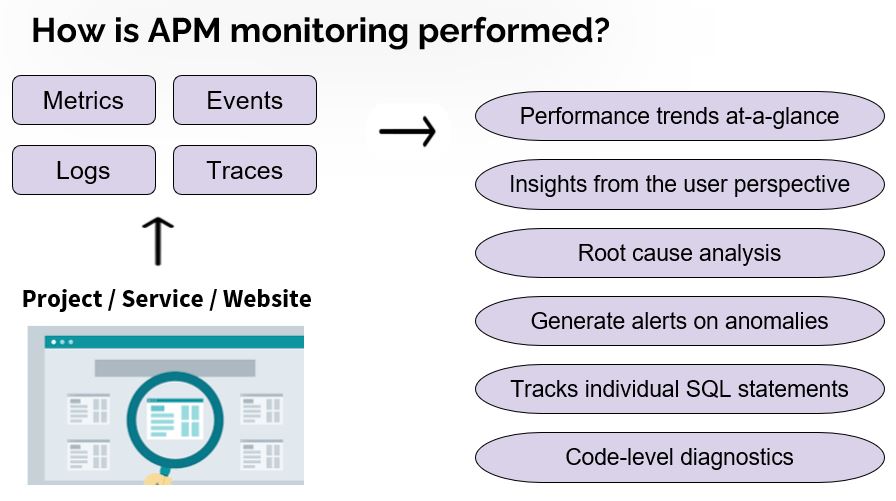 How is APM monitoring performed?
Metrics
Events
Logs
Traces
Project / Service / Website
Performance trends at-a-glance
Insights from the user perspective
Root cause analysis
Generate alerts on anomalies
Tracks individual SQL statements
Code-level diagnostics